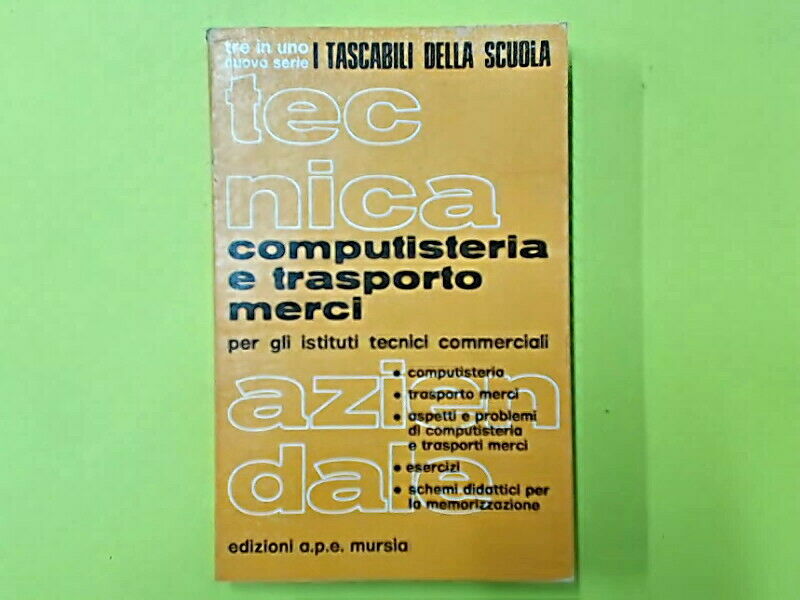 tre in uno
nuova serie
I TASCABILI DELLA SCUOLA
tec
nica
computisteria
e trasporto
merci
per gli istituti tecnici commerciali
azien
dale
• computisteria
• trasporto merci
• aspetti e problemi
di computisteria
e trasporti merci
• esercizi
• schemi didattici per
la memorizzazione
edizioni a.p.e. mursia